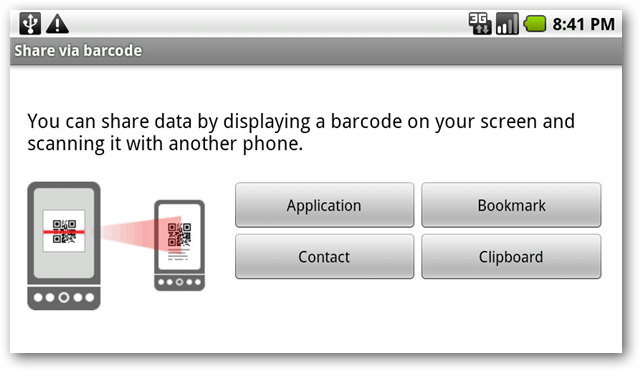 3G 8:41 PM
Share via barcode
You can share data by displaying a barcode on your screen and
scanning it with another phone.
Application Bookmark
Contact Clipboard